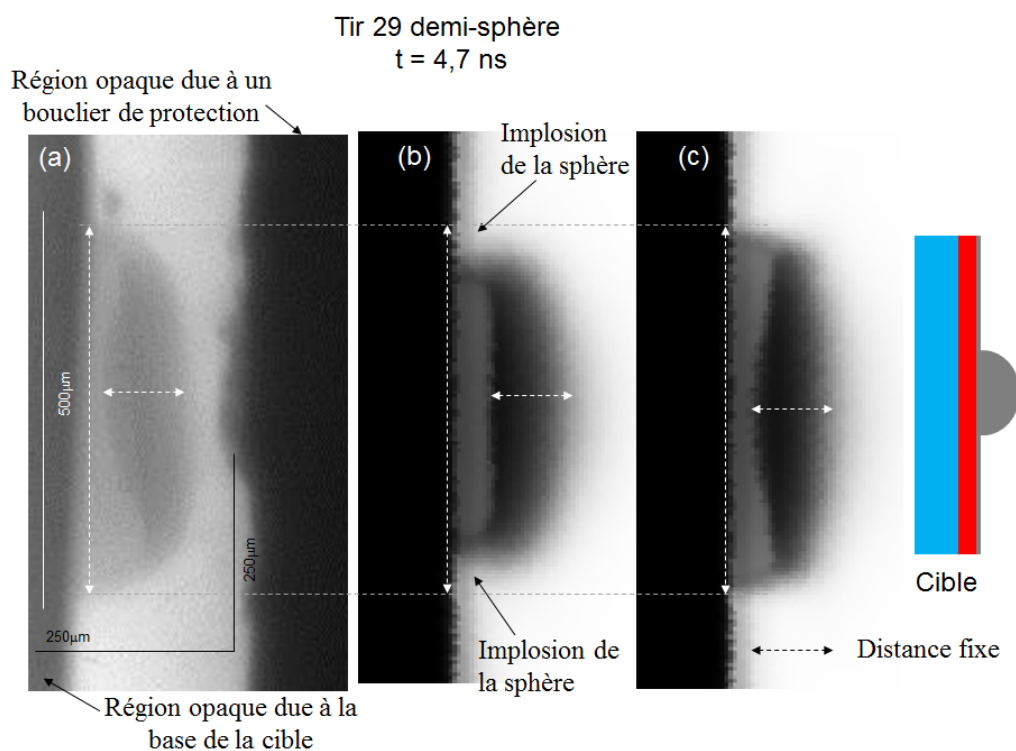 Tir 29 demi-sphère
t = 4,7 ns
Région opaque due à un
bouclier de protection
(a)
(b)
(c)
Implosion
de la sphère
500µm
250µm
250µm
Cible
Implosion de
la sphère
Distance fixe
Région opaque due à la
base de la cible